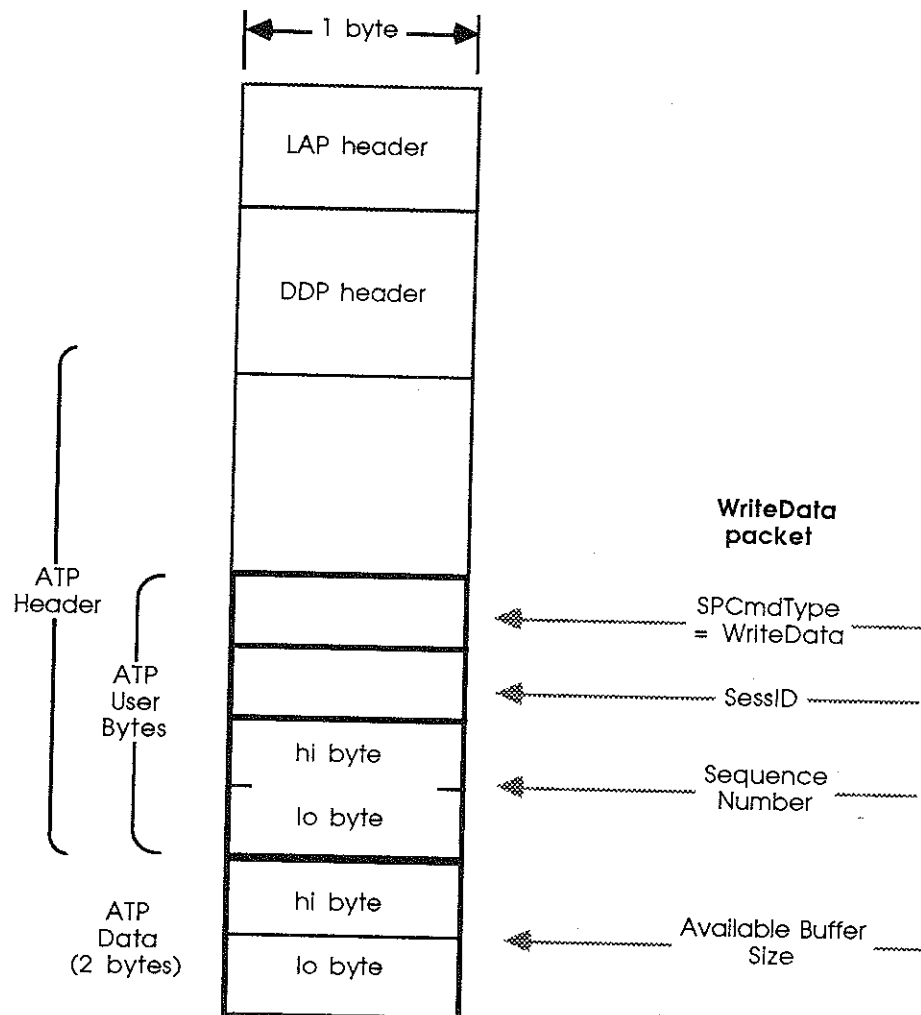 1 byte
LAP header
DDP header
WriteData
packet
ATP
Header
ATP
User
Bytes
SPCmdType
= WriteData
SessID
hi byte
lo byte
Sequence
Number
ATP
Data
(2 bytes)
hi byte
lo byte
Available Buffer
Size